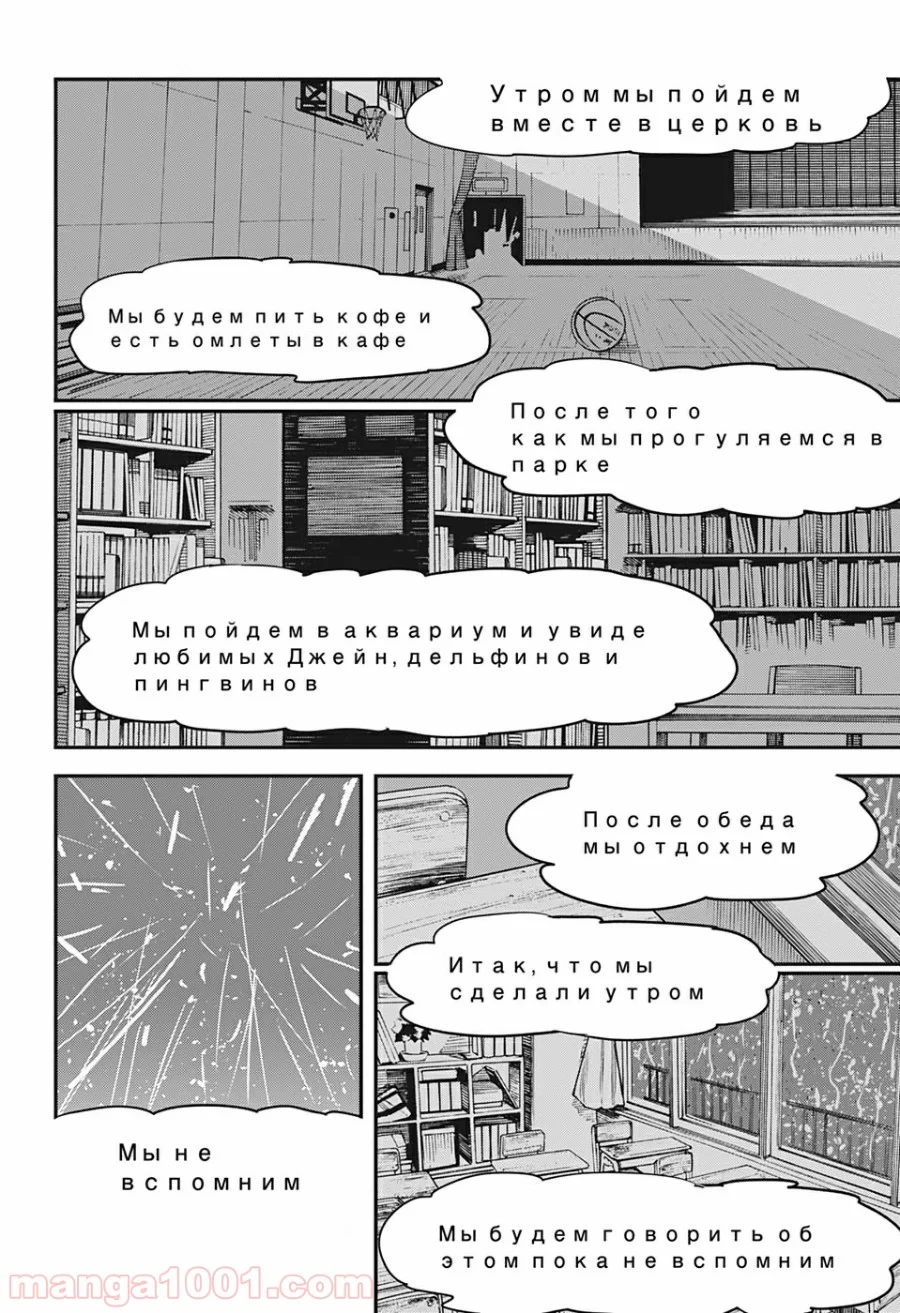 Утром мы пойдем
вместе в церковь
Мы будем пить кофе и
есть омлеты в кафе
После того
как мы прогуляемся в
парке
Мы пойдем в аквариум и увиде
любимых Джейн, дельфинов и
пингвинов
После обеда
мы отдохнем
Итак, что мы
сделали утром
Мы не
вспомним
Мы будем говорить об
этом пока не вспомним
manga1001.com